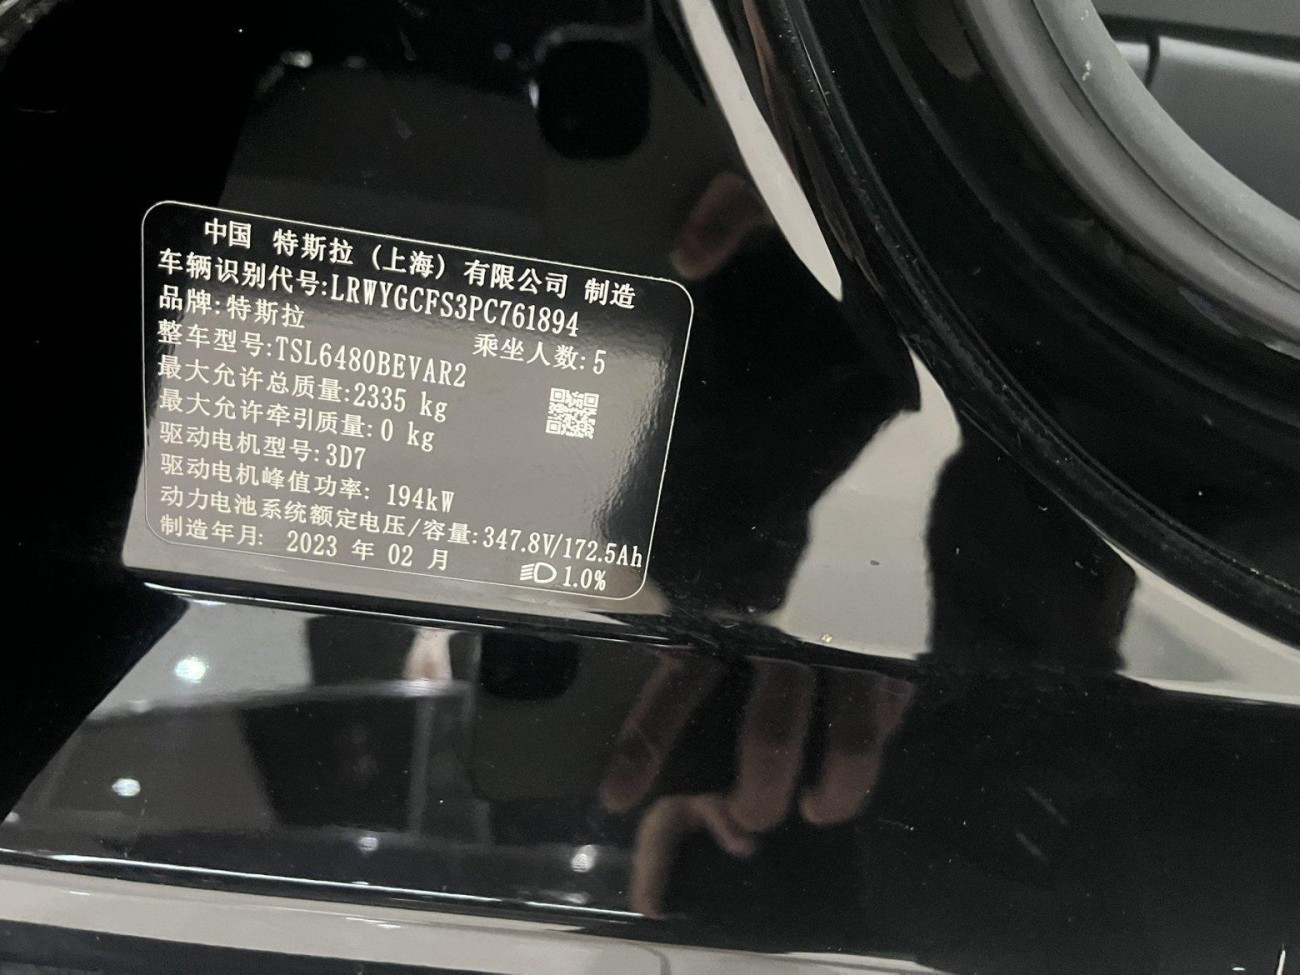 中国 特斯拉 (上海) 有限公司 制造
车辆识别代号:LRWYGCFS3PC761894
品牌:特斯拉
乘坐人数:5
整车型号:TSL6480BEVAR2
最大允许总质量:2335 kg
最大允许牵引质量:0 kg
驱动电机型号:3D7
驱动电机峰值功率: 194kW
动力电池系统额定电压/容量:347.8V/172.5Ah
制造年月: 2023 年 02 月
1.0%